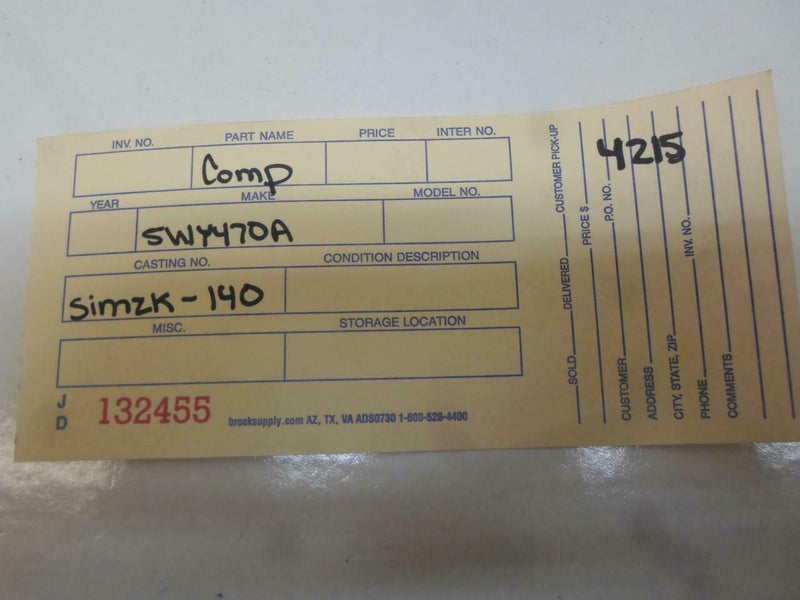 INV. NO. PART NAME PRICE INTER NO.
Comp
YEAR MAKE MODEL NO.
SWY470A
CASTING NO. CONDITION DESCRIPTION
simzk-140
MISC. STORAGE LOCATION
J
D
132455
brocksupply.com AZ, TX, VA ADS0730 1-800-528-4400
SOLD DELIVERED CUSTOMER PICK-UP
PRICE $
P.O. NO.
4215
CUSTOMER
ADDRESS
CITY, STATE, ZIP INV. NO.
PHONE
COMMENTS